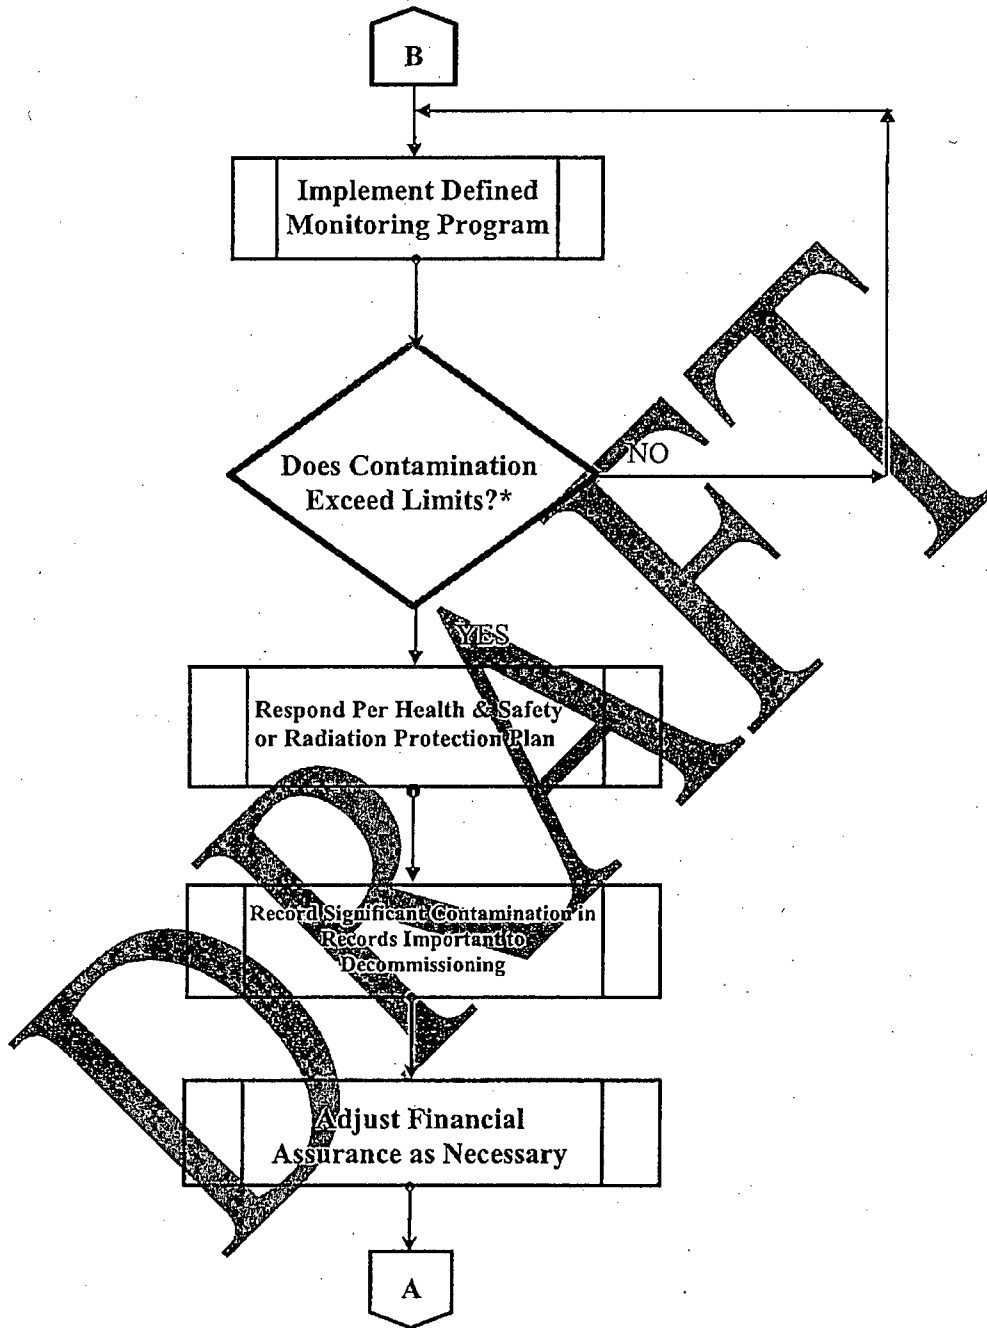 B
Implement Defined
Monitoring Program
Does Contamination
Exceed Limits?*
NO
YES
Respond Per Health & Safety
or Radiation Protection Plan
Record Significant Contamination in
Records Important to
Decommissioning
Adjust Financial
Assurance as Necessary
A
DRAFT